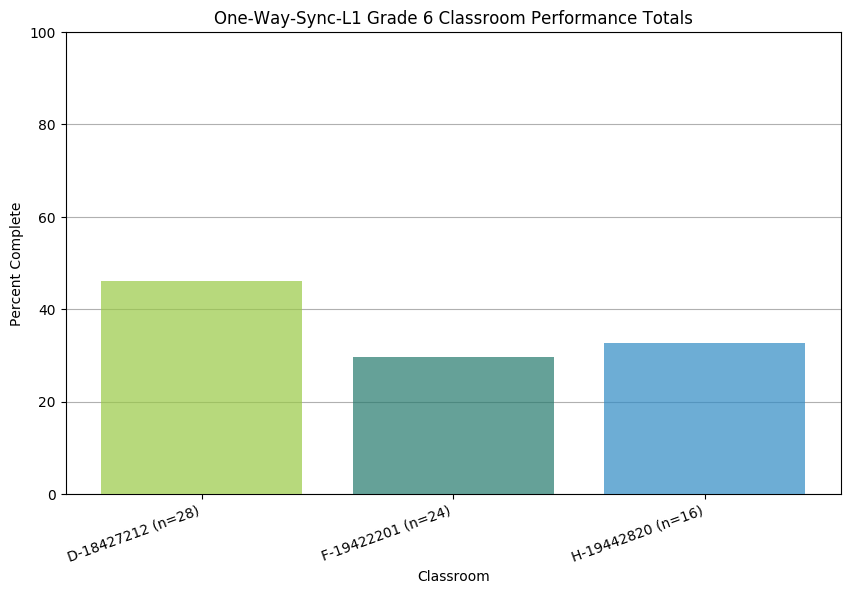 One-Way-Sync-L1 Grade 6 Classroom Performance Totals
Percent Complete
100
80
60
40
20
0
D-18427212 (n=28)
F-19422201 (n=24)
H-19442820 (n=16)
Classroom